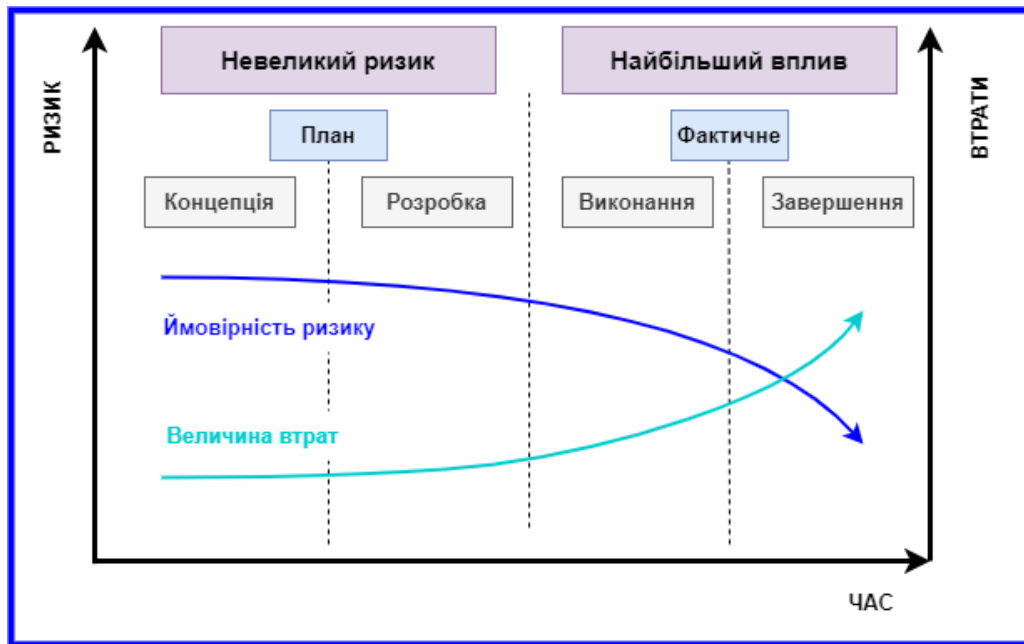 РИЗИК
Невеликий ризик
Найбільший вплив
ВТРАТИ
План
Фактичне
Концепція
Розробка
Виконання
Завершення
Ймовірність ризику
Величина втрат
ЧАС